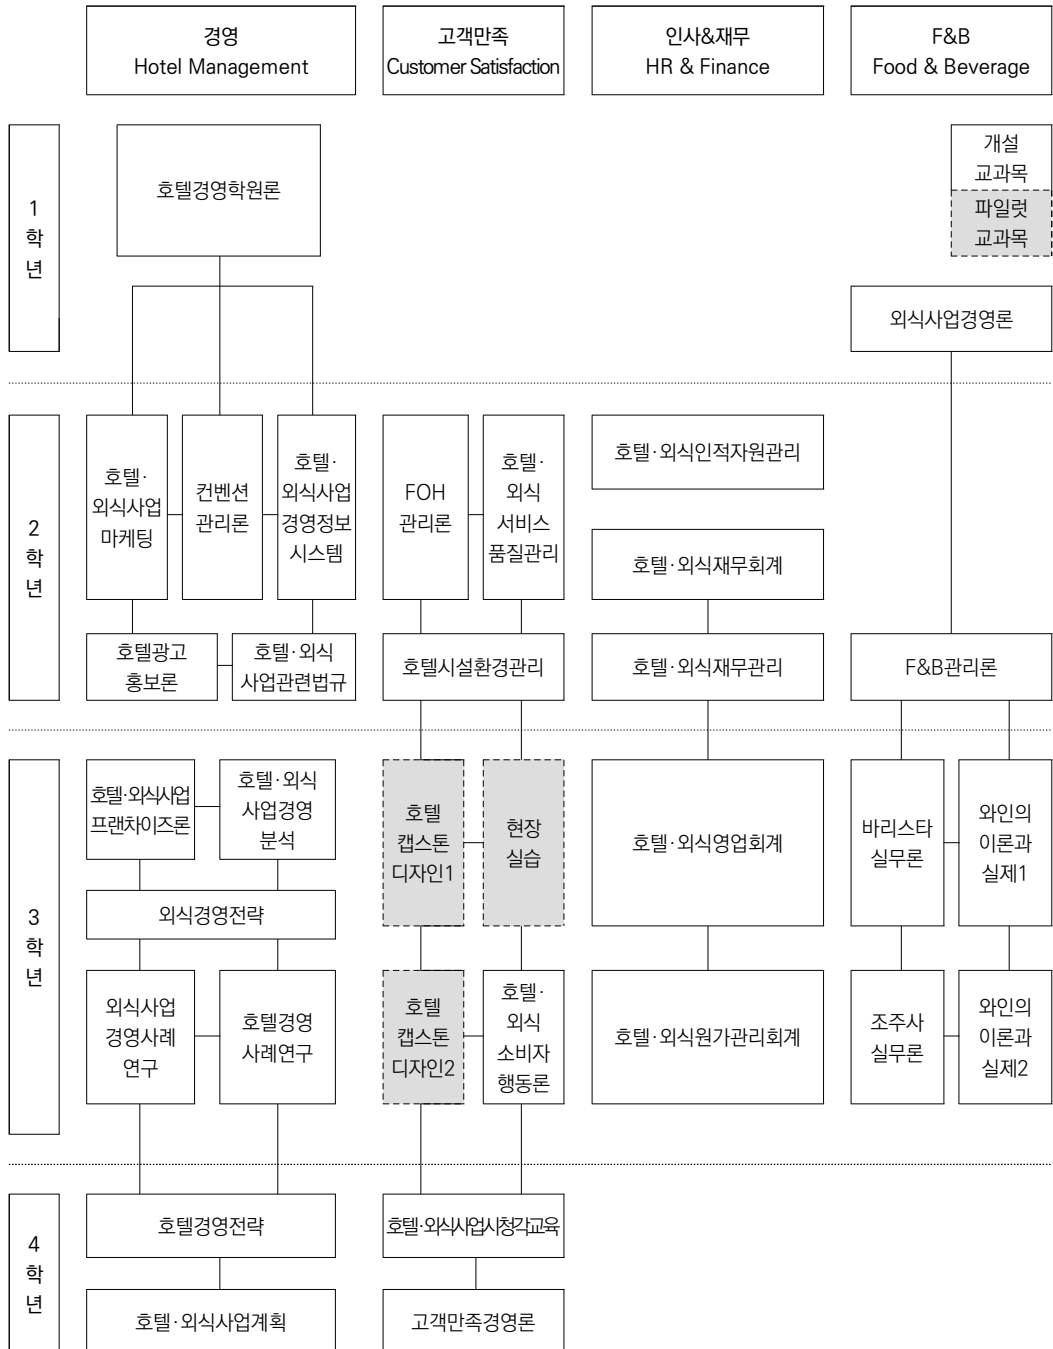 경영
Hotel Management
고객만족
Customer Satisfaction
인사&재무
HR & Finance
F&B
Food & Beverage
1
학
년
호텔경영학원론
개설
교과목
파일럿
교과목
외식사업경영론
2
학
년
호텔·
외식사업
마케팅
컨벤션
관리론
호텔·
외식사업
경영정보
시스템
FOH
관리론
호텔·
외식
서비스
품질관리
호텔·외식인적자원관리
호텔·외식재무회계
호텔광고
홍보론
호텔·외식
사업관련법규
호텔시설환경관리
호텔·외식재무관리
F&B관리론
3
학
년
호텔·외식사업
프랜차이즈론
호텔·외식
사업경영
분석
호텔
캡스톤
디자인1
현장
실습
호텔·외식영업회계
바리스타
실무론
와인의
이론과
실제1
외식경영전략
외식사업
경영사례
연구
호텔경영
사례연구
호텔
캡스톤
디자인2
호텔·
외식
소비자
행동론
호텔·외식원가관리회계
조주사
실무론
와인의
이론과
실제2
4
학
년
호텔경영전략
호텔·외식사업시청각교육
호텔·외식사업계획
고객만족경영론